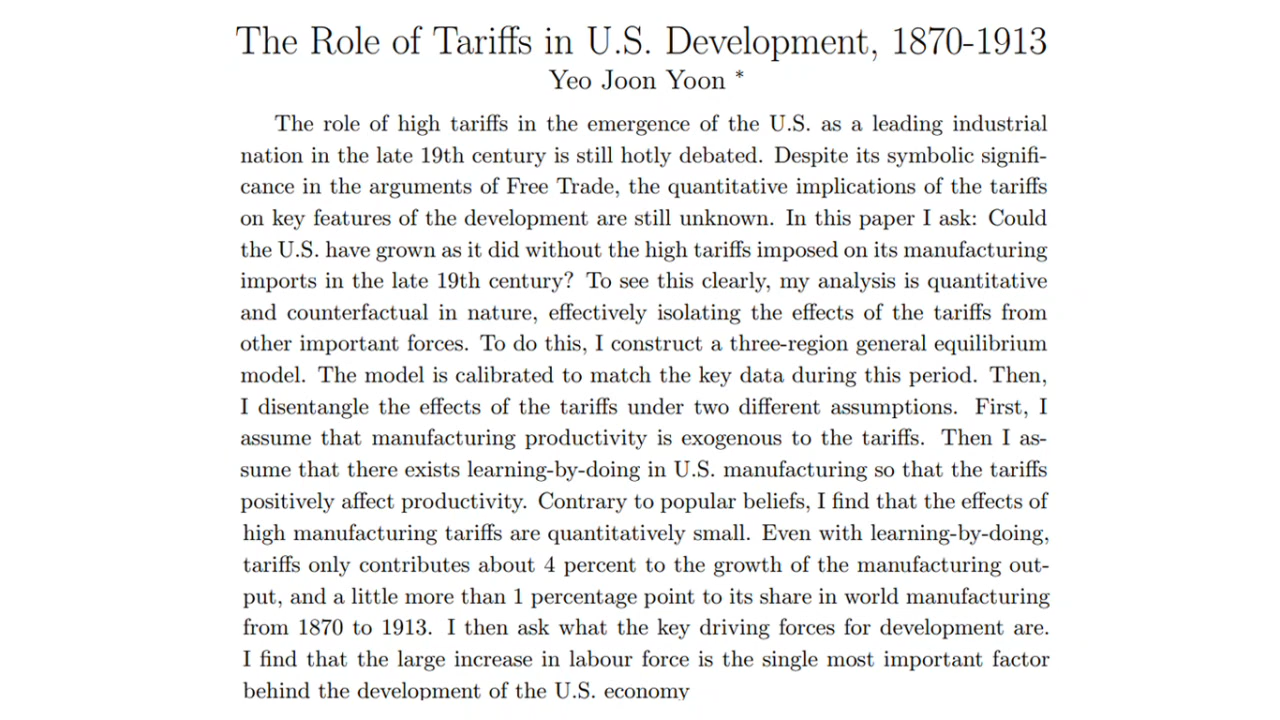 The Role of Tariffs in U.S. Development, 1870-1913
Yeo Joon Yoon *
The role of high tariffs in the emergence of the U.S. as a leading industrial
nation in the late 19th century is still hotly debated. Despite its symbolic signifi-
cance in the arguments of Free Trade, the quantitative implications of the tariffs
on key features of the development are still unknown. In this paper I ask: Could
the U.S. have grown as it did without the high tariffs imposed on its manufacturing
imports in the late 19th century? To see this clearly, my analysis is quantitative
and counterfactual in nature, effectively isolating the effects of the tariffs from
other important forces. To do this, I construct a three-region general equilibrium
model. The model is calibrated to match the key data during this period. Then,
I disentangle the effects of the tariffs under two different assumptions. First, I
assume that manufacturing productivity is exogenous to the tariffs. Then I as-
sume that there exists learning-by-doing in U.S. manufacturing so that the tariffs
positively affect productivity. Contrary to popular beliefs, I find that the effects of
high manufacturing tariffs are quantitatively small. Even with learning-by-doing,
tariffs only contributes about 4 percent to the growth of the manufacturing out-
put, and a little more than 1 percentage point to its share in world manufacturing
from 1870 to 1913. I then ask what the key driving forces for development are.
I find that the large increase in labour force is the single most important factor
behind the development of the U.S. economy